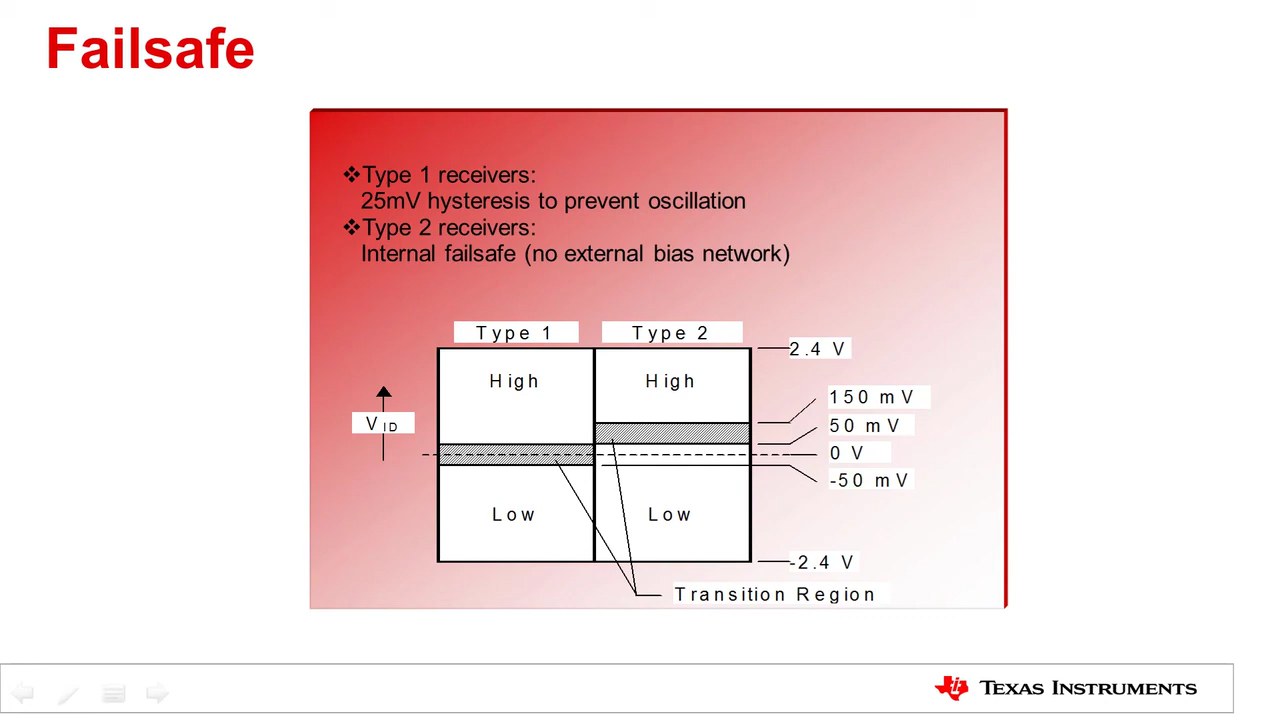 Failsafe
❖Type 1 receivers:
25mV hysteresis to prevent oscillation
❖Type 2 receivers:
Internal failsafe (no external bias network)
Type 1
Type 2
2.4 V
High
High
150 mV
VID
50 mV
0 V
-50 mV
Low
Low
-2.4 V
Transition Region
TEXAS INSTRUMENTS